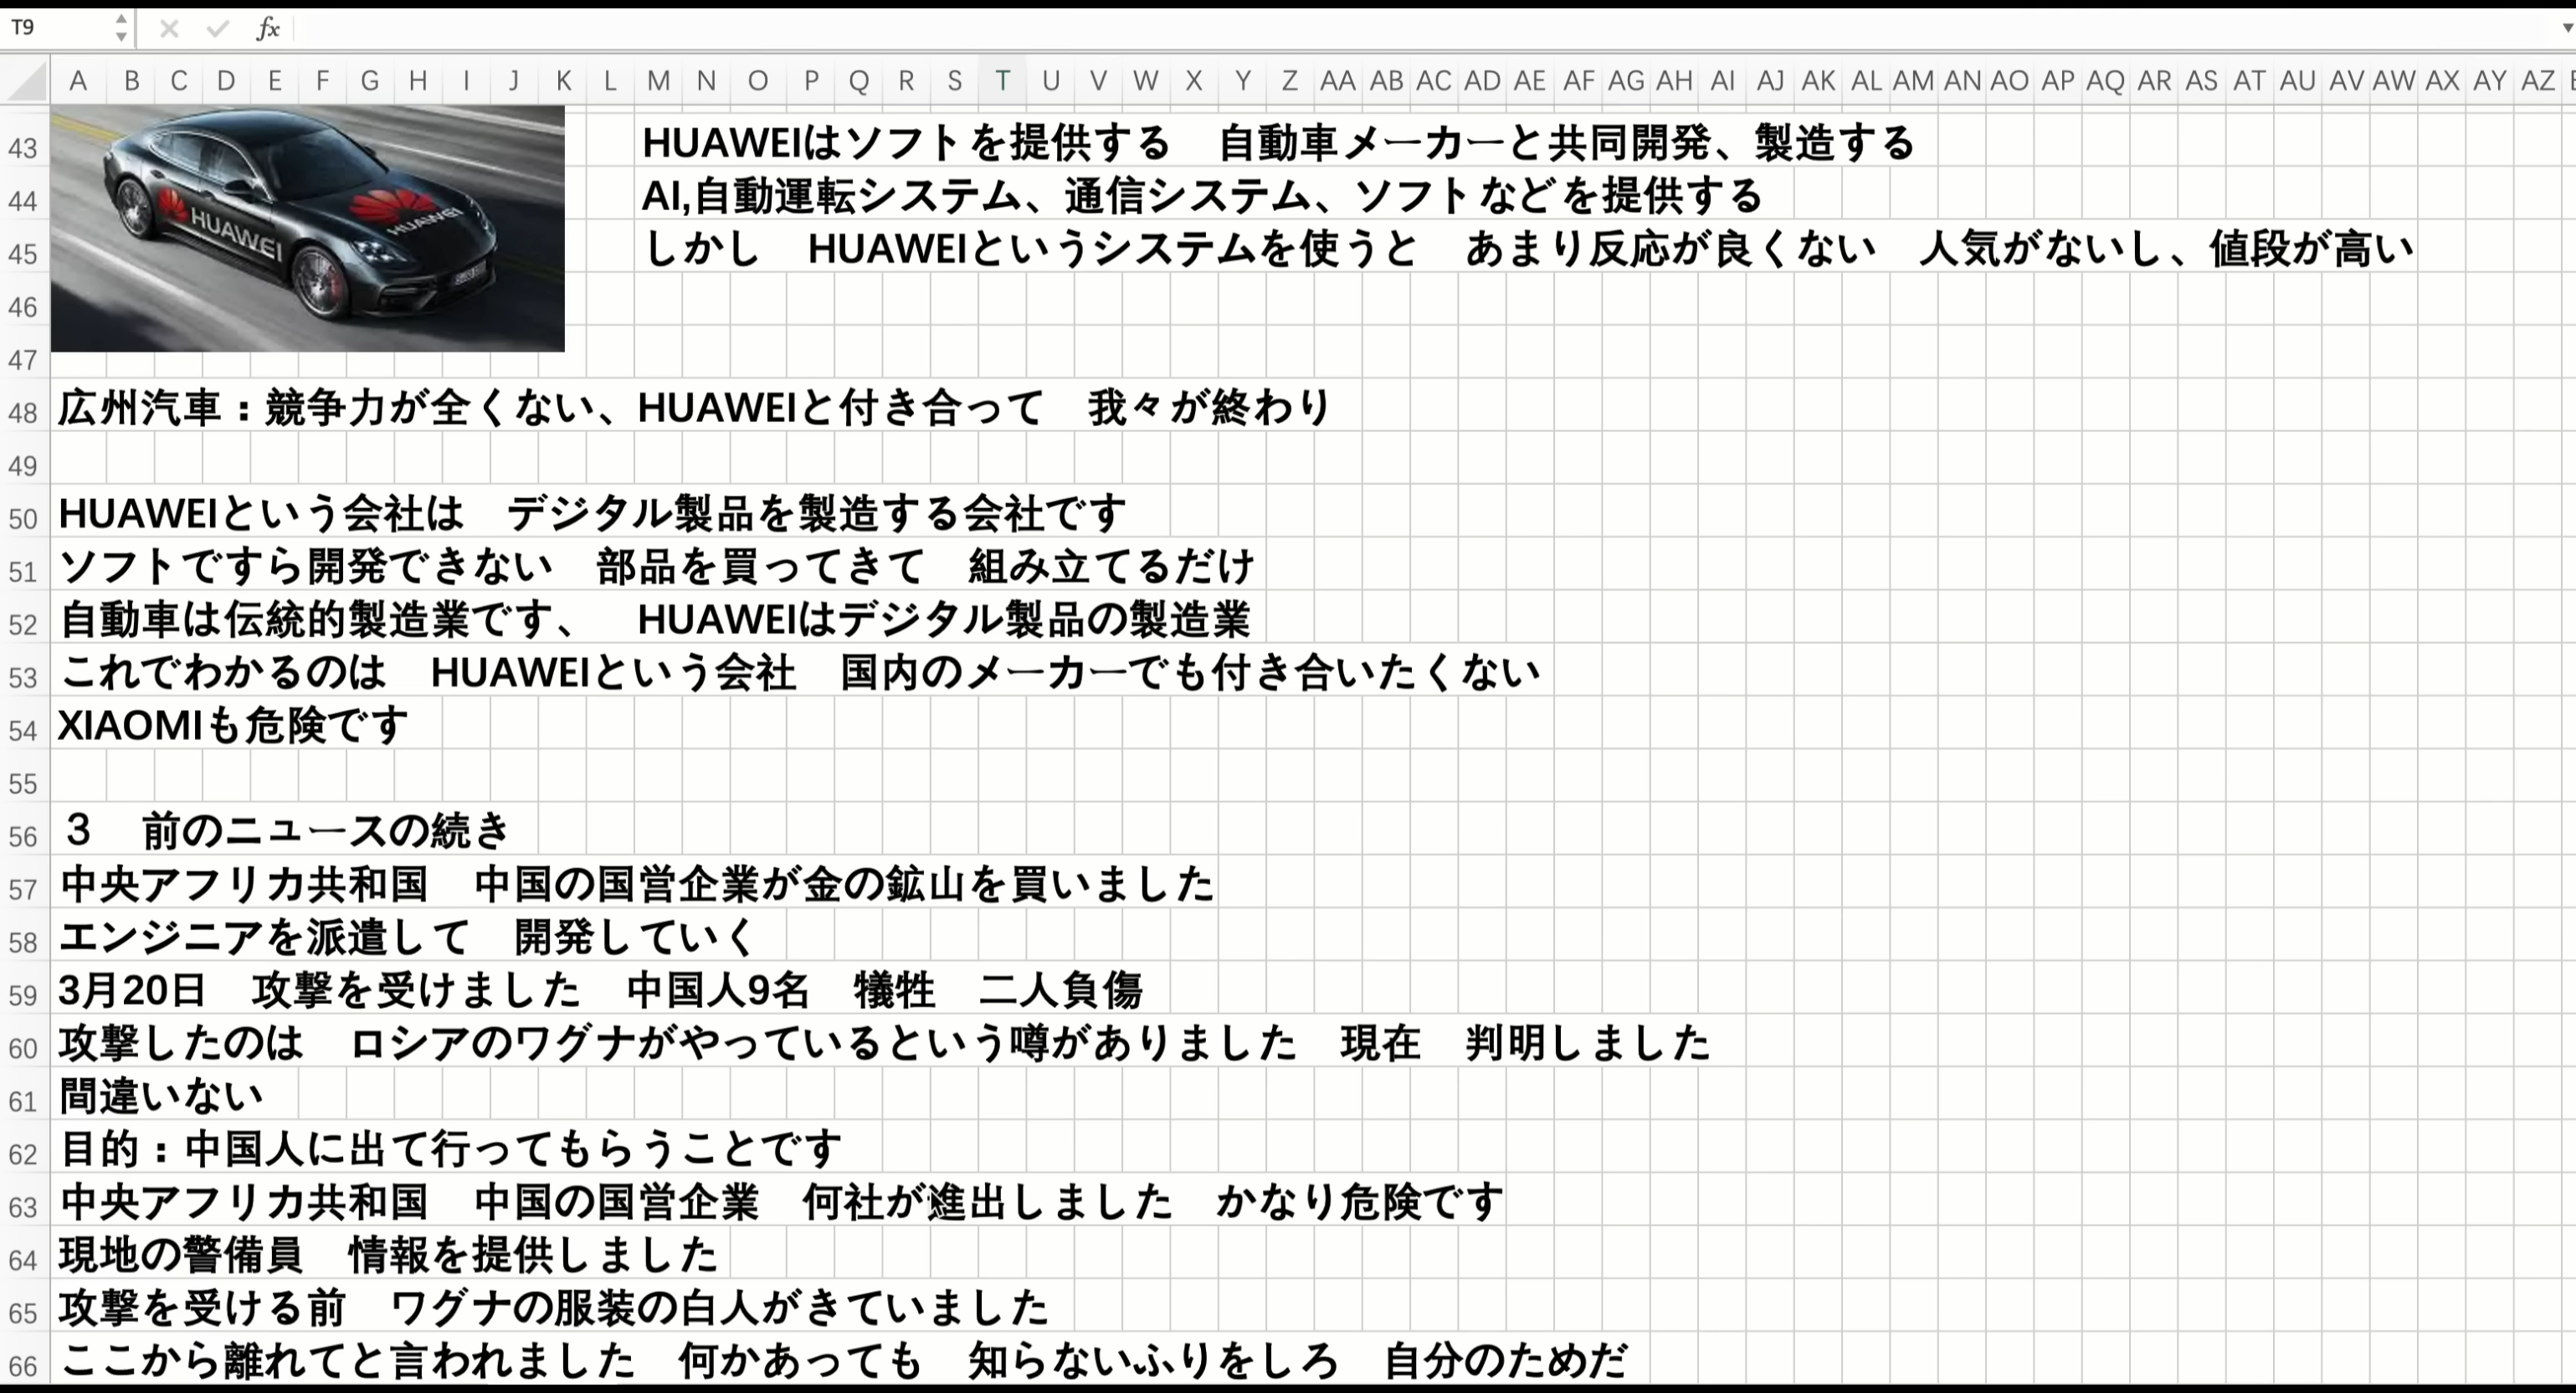 T9
fx
A B C D E F G H I J K L M N O P Q R S T U V W X Y Z AA AB AC AD AE AF AG AH AI AJ AK AL AM AN AO AP AQ AR AS AT AU AV AW AX AY AZ
HUAWEI
HUAWEI
43 HUAWEIはソフトを提供する　自動車メーカーと共同開発、製造する
44 AI,自動運転システム、通信システム、ソフトなどを提供する
45 しかし　HUAWEIというシステムを使うと　あまり反応が良くない　人気がないし、値段が高い
46
47
48 広州汽車：競争力が全くない、HUAWEIと付き合って　我々が終わり
49
50 HUAWEIという会社は　デジタル製品を製造する会社です
51 ソフトですら開発できない　部品を買ってきて　組み立てるだけ
52 自動車は伝統的製造業です、　HUAWEIはデジタル製品の製造業
53 これでわかるのは　HUAWEIという会社　国内のメーカーでも付き合いたくない
54 XIAOMIも危険です
55
56 ３　前のニュースの続き
57 中央アフリカ共和国　中国の国営企業が金の鉱山を買いました
58 エンジニアを派遣して　開発していく
59 3月20日　攻撃を受けました　中国人9名　犠牲　二人負傷
60 攻撃したのは　ロシアのワグナがやっているという噂がありました　現在　判明しました
61 間違いない
62 目的：中国人に出て行ってもらうことです
63 中央アフリカ共和国　中国の国営企業　何社が進出しました　かなり危険です
64 現地の警備員　情報を提供しました
65 攻撃を受ける前　ワグナの服装の白人がきていました
66 ここから離れてと言われました　何かあっても　知らないふりをしろ　自分のためだ